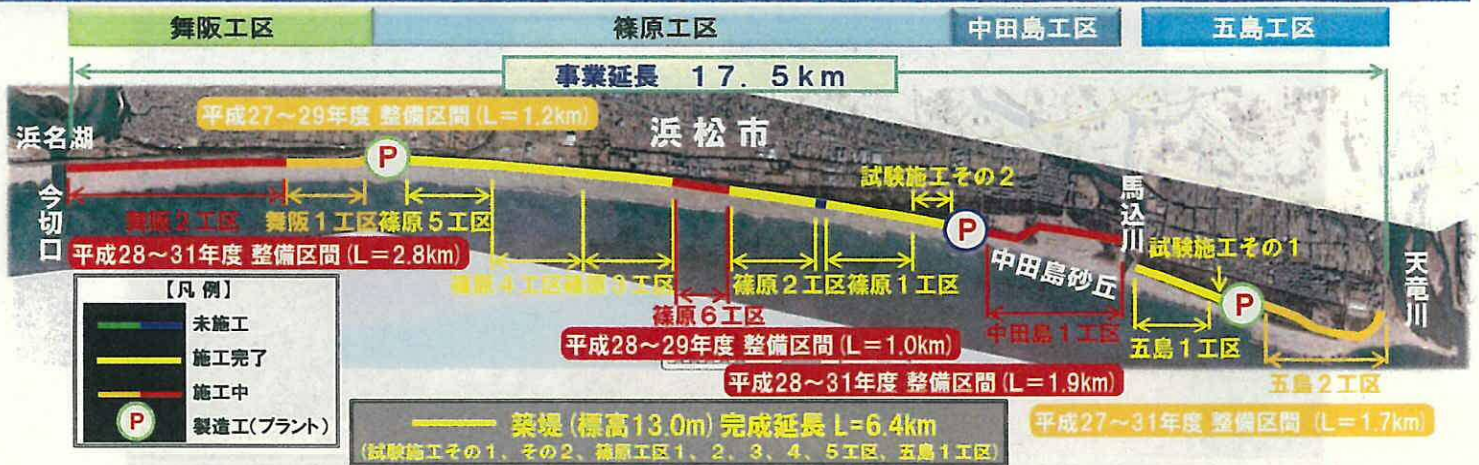 舞阪工区
篠原工区
中田島工区
五島工区
事業延長 17.5km
平成27~29年度 整備区間(L=1.2km)
浜名湖
浜松市
P
試験施工その2
今切口
舞阪2工区
舞阪1工区
篠原5工区
馬込川
P
試験施工その1
平成28~31年度 整備区間(L=2.8km)
篠原4工区
篠原3工区
篠原2工区
篠原1工区
中田島砂丘
P
天竜川
篠原6工区
中田島1工区
五島1工区
平成28~29年度 整備区間(L=1.0km)
五島2工区
平成28~31年度 整備区間(L=1.9km)
平成27~31年度 整備区間 (L=1.7km)
【凡例】
未施工
施工完了
施工中
P 製造工(プラント)
築堤(標高13.0m)完成延長 L=6.4km
(試験施工その1、その2、篠原工区1、2、3、4、5工区、五島1工区)